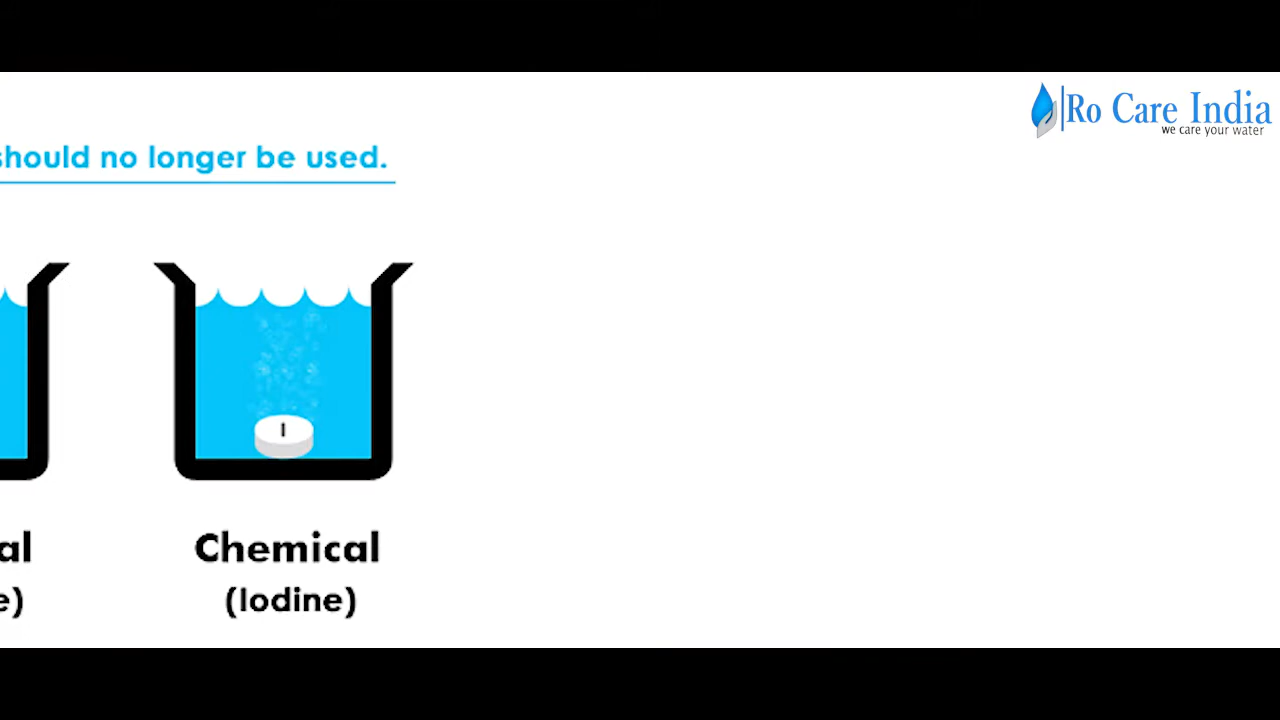 Ro Care India
we care your water
should no longer be used.
I
al
Chemical
e)
(Iodine)